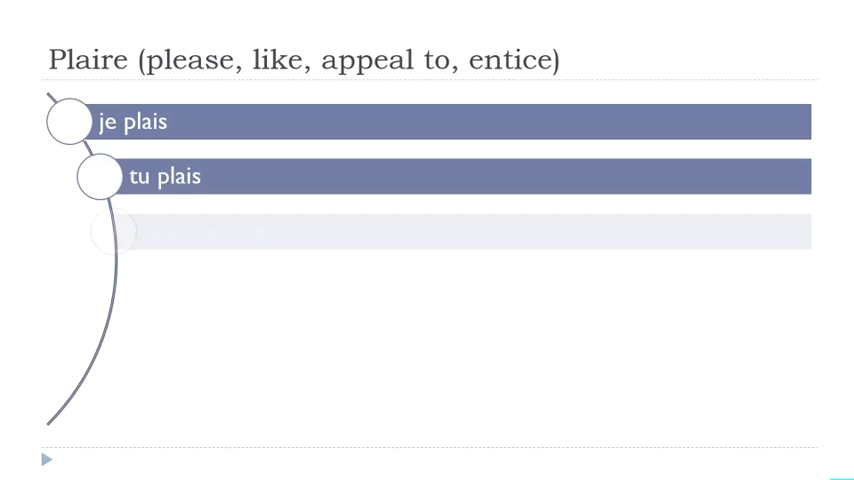 Plaire (please, like, appeal to, entice)
je plais
tu plais